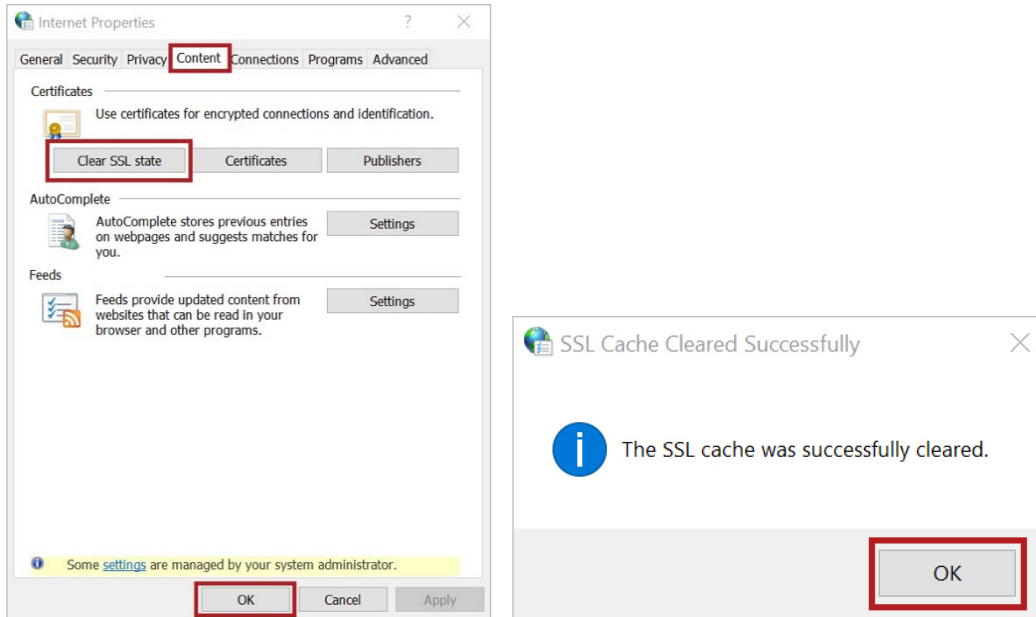 Internet Properties
?
General Security Privacy Content Connections Programs Advanced
Certificates
Use certificates for encrypted connections and identification.
Clear SSL state
Certificates
Publishers
AutoComplete
AutoComplete stores previous entries
on webpages and suggests matches for
you.
Settings
Feeds
Feeds provide updated content from
websites that can be read in your
browser and other programs.
Settings
Some settings are managed by your system administrator.
OK
Cancel
Apply
SSL Cache Cleared Successfully
The SSL cache was successfully cleared.
OK